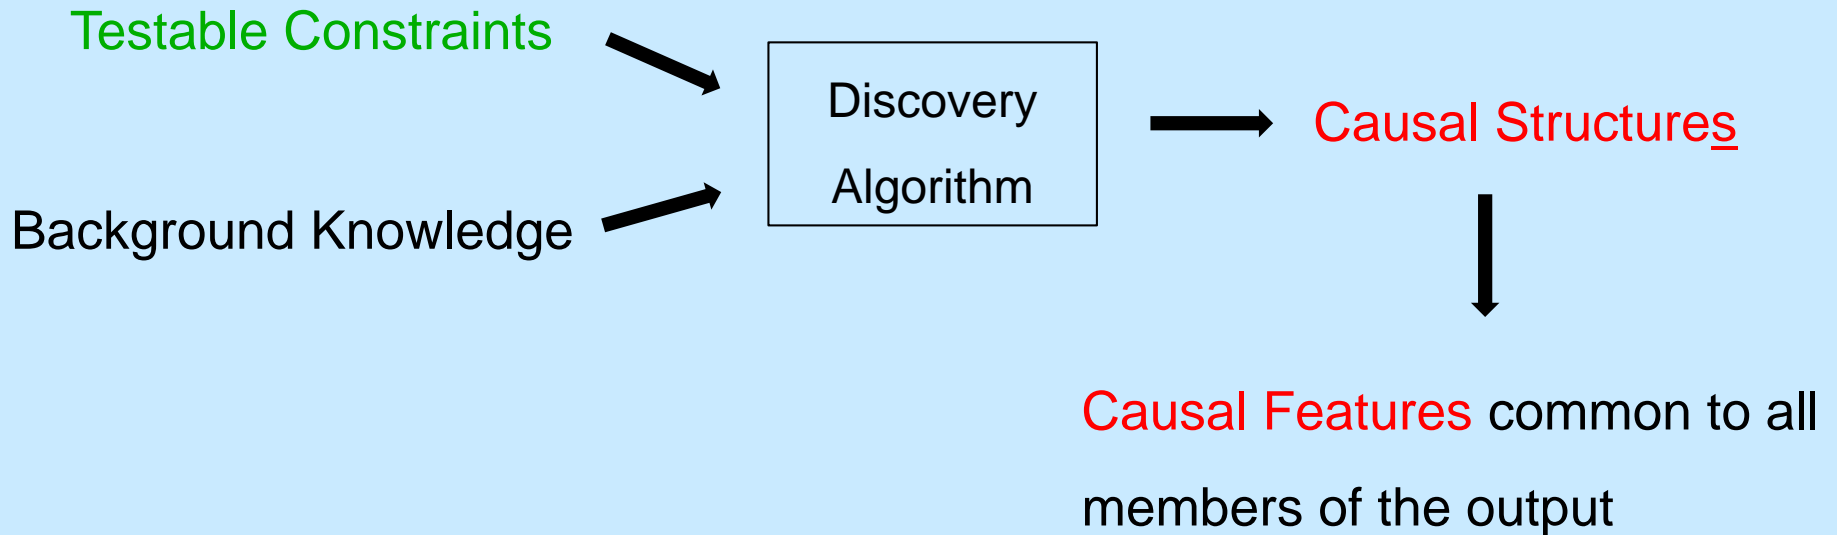 Testable Constraints
Background Knowledge
Discovery
Algorithm
Causal Structures
Causal Features common to all
members of the output